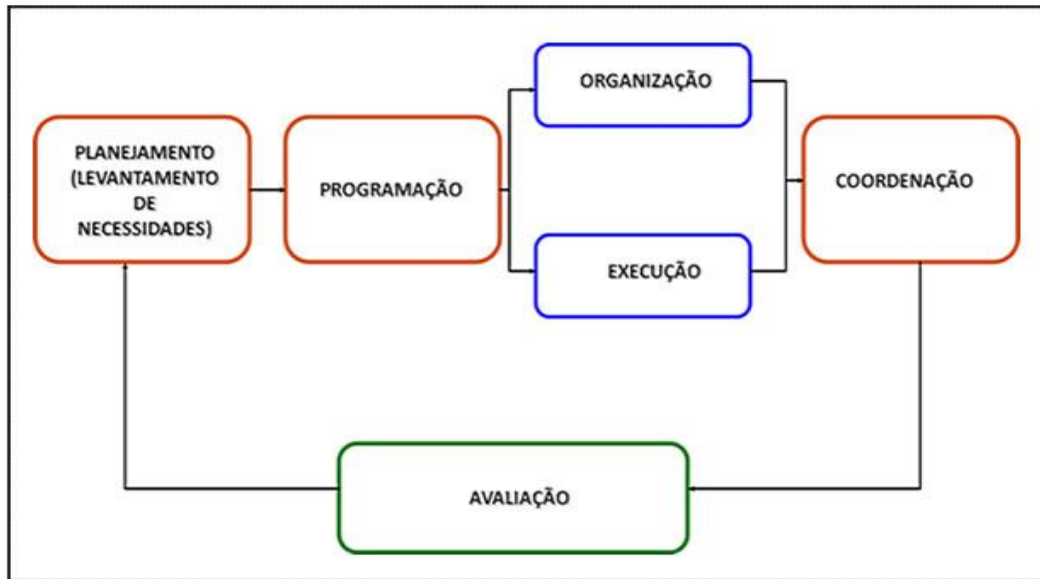 PLANEJAMENTO
(LEVANTAMENTO
DE
NECESSIDADES)
PROGRAMAÇÃO
ORGANIZAÇÃO
EXECUÇÃO
COORDENAÇÃO
AVALIAÇÃO